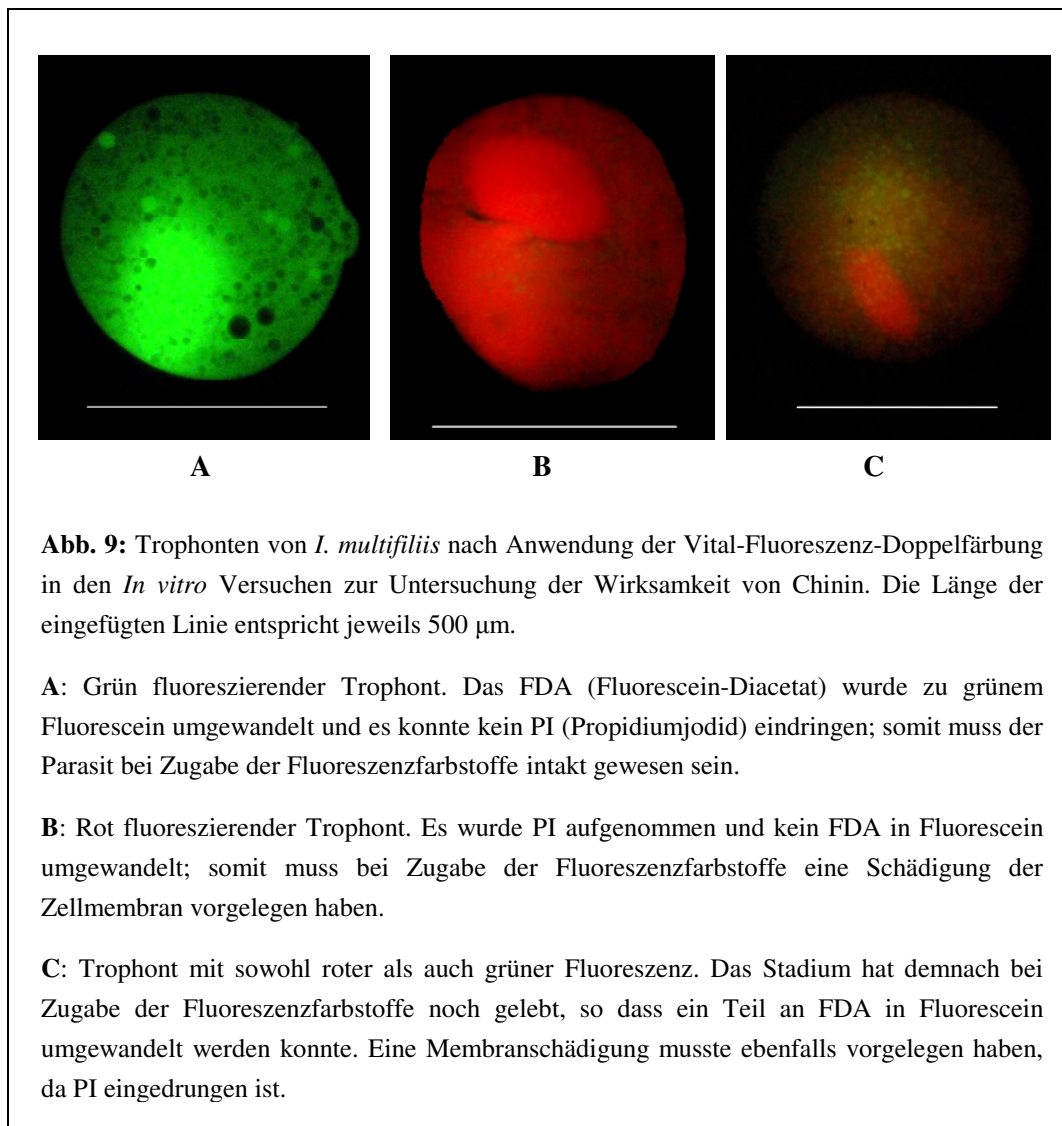 A B C
Abb. 9: Trophonten von I. multifiliis nach Anwendung der Vital-Fluoreszenz-Doppelfärbung
in den In vitro Versuchen zur Untersuchung der Wirksamkeit von Chinin. Die Länge der
eingefügten Linie entspricht jeweils 500 µm.
A: Grün fluoreszierender Trophont. Das FDA (Fluorescein-Diacetat) wurde zu grünem
Fluorescein umgewandelt und es konnte kein PI (Propidiumjodid) eindringen; somit muss der
Parasit bei Zugabe der Fluoreszenzfarbstoffe intakt gewesen sein.
B: Rot fluoreszierender Trophont. Es wurde PI aufgenommen und kein FDA in Fluorescein
umgewandelt; somit muss bei Zugabe der Fluoreszenzfarbstoffe eine Schädigung der
Zellmembran vorgelegen haben.
C: Trophont mit sowohl roter als auch grüner Fluoreszenz. Das Stadium hat demnach bei
Zugabe der Fluoreszenzfarbstoffe noch gelebt, so dass ein Teil an FDA in Fluorescein
umgewandelt werden konnte. Eine Membranschädigung musste ebenfalls vorgelegen haben,
da PI eingedrungen ist.